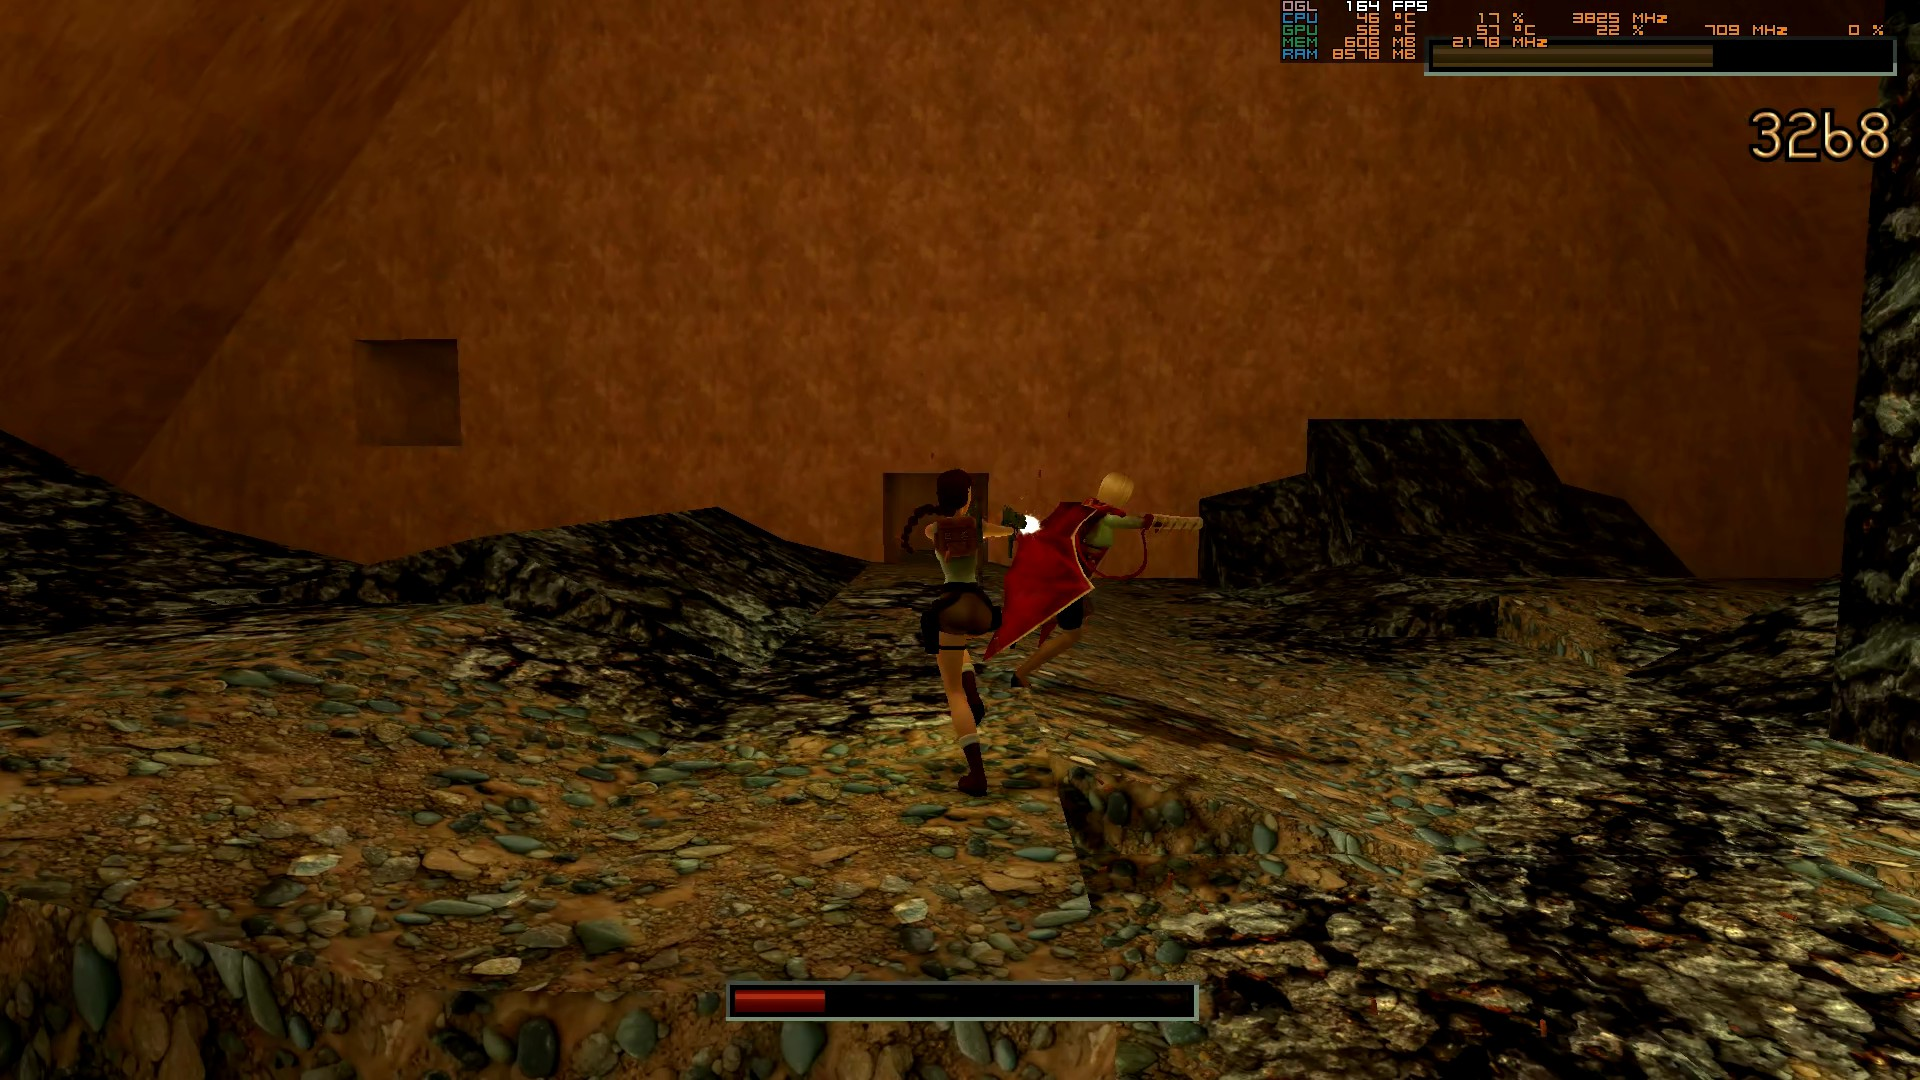 OGL 164 FPS
CPU 46 °C 17 % 3825 MHz
GPU 56 °C 57 °C 22 % 709 MHz 0 %
MEM 606 MB 2178 MHz
RAM 8578 MB
3268